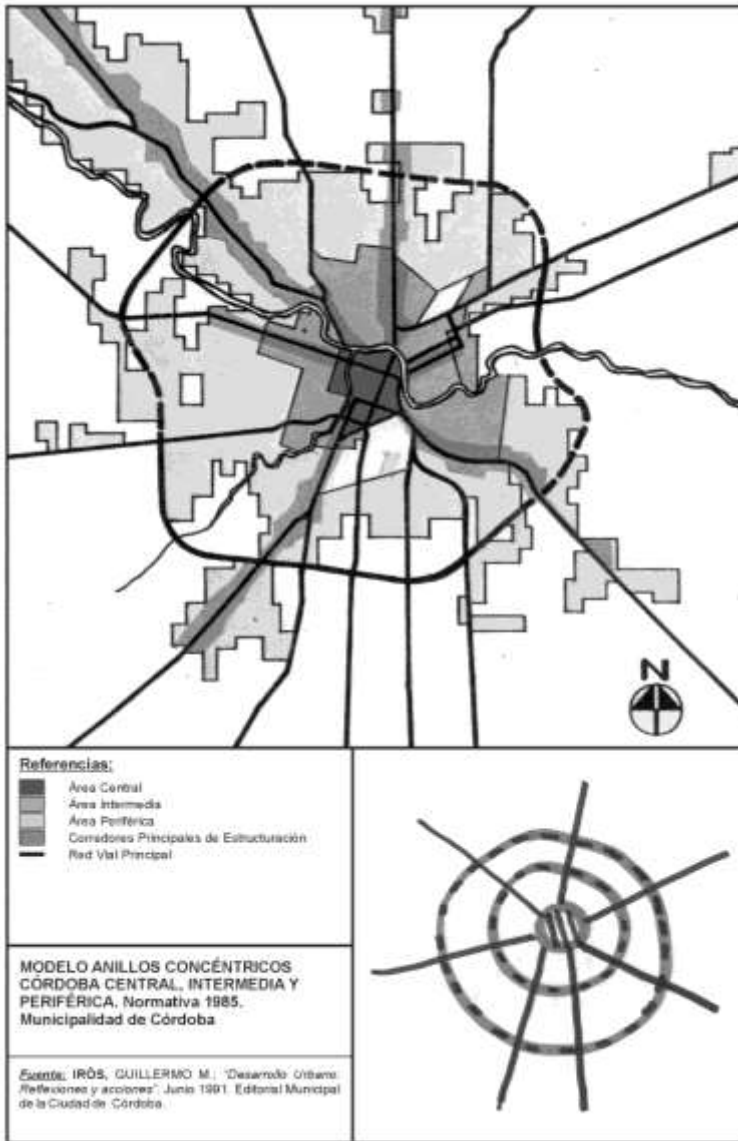 N
Referencias:
Área Central
Área Intermedia
Área Periférica
Corredores Principales de Estructuración
Red Vial Principal
MODELO ANILLOS CONCÉNTRICOS
CÓRDOBA CENTRAL, INTERMEDIA Y
PERIFÉRICA. Normativa 1985.
Municipalidad de Córdoba
Fuente: IRÓS, GUILLERMO M.; "Desarrollo Urbano.
Reflexiones y acciones". Junio 1991. Editorial Municipal
de la Ciudad de Córdoba.